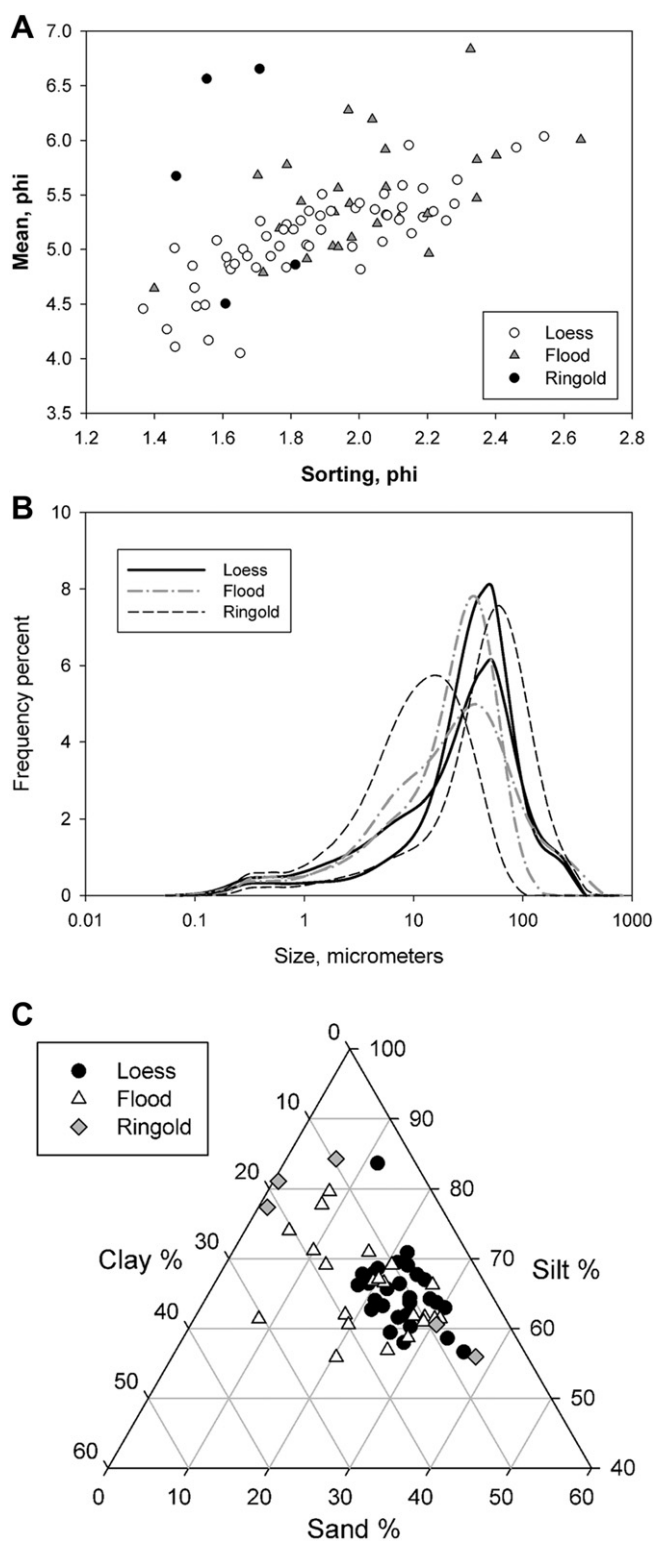 A
7.0
6.5
6.0
5.5
5.0
4.5
4.0
3.5
Mean, phi
Loess
Flood
Ringold
1.2 1.4 1.6 1.8 2.0 2.2 2.4 2.6 2.8
Sorting, phi
B
10
8
6
4
2
0
Frequency percent
Loess
Flood
Ringold
0.01 0.1 1 10 100 1000
Size, micrometers
C
Loess
Flood
Ringold
0 100
10 90
20 80
30 70
Clay % Silt %
40 60
50 50
60 40
0 10 20 30 40 50 60
Sand %